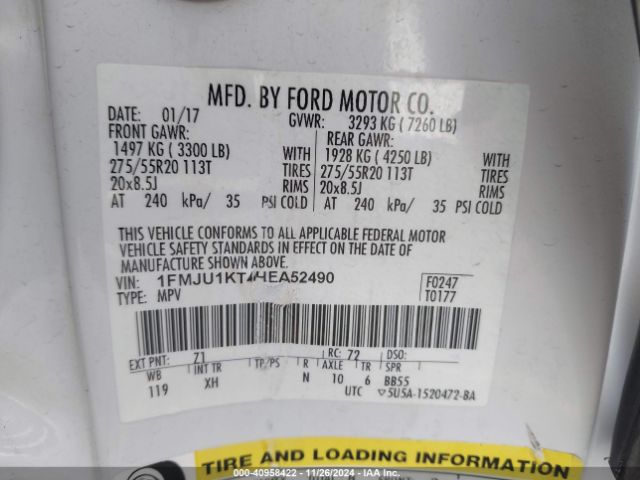 MFD. BY FORD MOTOR CO.
DATE: 01/17
GVWR: 3293 KG ( 7260 LB)
FRONT GAWR:
1497 KG ( 3300 LB)
275/55R20 113T
20x8.5J
AT 240 kPa/ 35 PSI COLD
WITH
TIRES
RIMS
REAR GAWR:
1928 KG ( 4250 LB)
275/55R20 113T
20x8.5J
AT 240 kPa/ 35 PSI COLD
WITH
TIRES
RIMS
THIS VEHICLE CONFORMS TO ALL APPLICABLE FEDERAL MOTOR
VEHICLE SAFETY STANDARDS IN EFFECT ON THE DATE OF
MANUFACTURE SHOWN ABOVE.
VIN: 1FMJU1KT4HEA52490
TYPE: MPV
F0247
T0177
EXT PNT: Z1 RC: 72 DSO:
WB INT TR TP/PS R AXLE TR SPR
119 XH N 10 6 BB55
UTC 5U5A-1520472-BA
TIRE AND LOADING INFORMATION
© 40958422 - 11/26/2024 - IAA Inc.